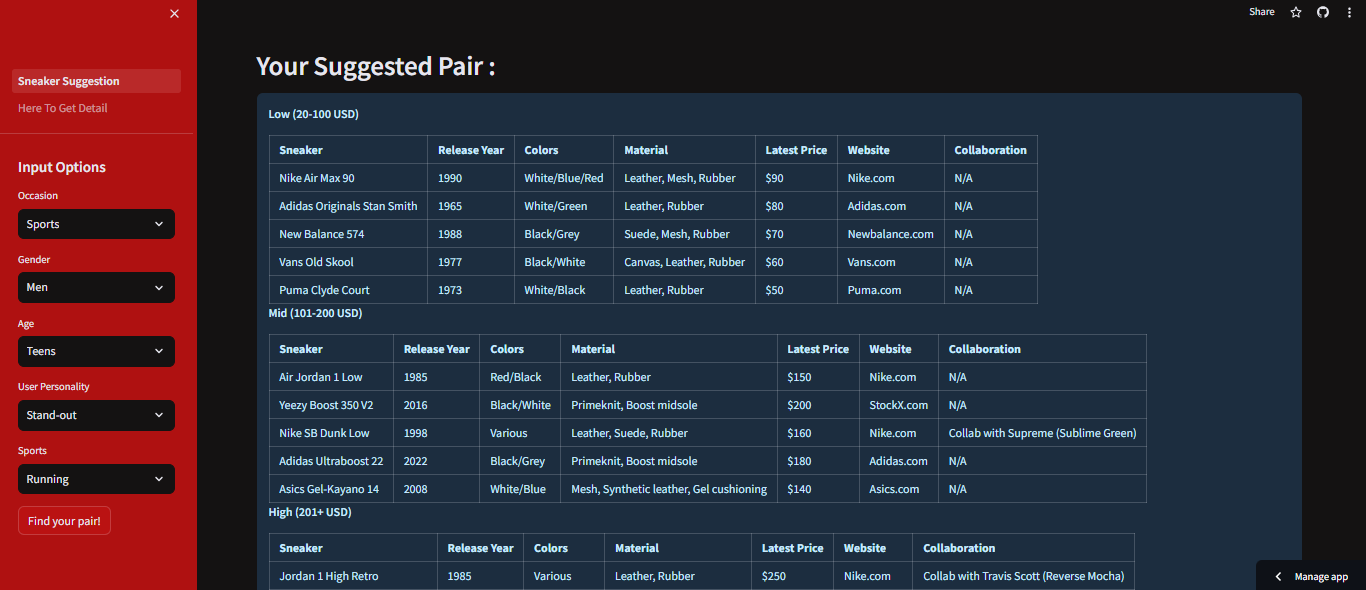 Share
Sneaker Suggestion
Here To Get Detail
Input Options
Occasion
Sports
Gender
Men
Age
Teens
User Personality
Stand-out
Sports
Running
Find your pair!
Your Suggested Pair :
Low (20-100 USD)
Sneaker Release Year Colors Material Latest Price Website Collaboration
Nike Air Max 90 1990 White/Blue/Red Leather, Mesh, Rubber $90 Nike.com N/A
Adidas Originals Stan Smith 1965 White/Green Leather, Rubber $80 Adidas.com N/A
New Balance 574 1988 Black/Grey Suede, Mesh, Rubber $70 Newbalance.com N/A
Vans Old Skool 1977 Black/White Canvas, Leather, Rubber $60 Vans.com N/A
Puma Clyde Court 1973 White/Black Leather, Rubber $50 Puma.com N/A
Mid (101-200 USD)
Sneaker Release Year Colors Material Latest Price Website Collaboration
Air Jordan 1 Low 1985 Red/Black Leather, Rubber $150 Nike.com N/A
Yeezy Boost 350 V2 2016 Black/White Primeknit, Boost midsole $200 StockX.com N/A
Nike SB Dunk Low 1998 Various Leather, Suede, Rubber $160 Nike.com Collab with Supreme (Sublime Green)
Adidas Ultraboost 22 2022 Black/Grey Primeknit, Boost midsole $180 Adidas.com N/A
Asics Gel-Kayano 14 2008 White/Blue Mesh, Synthetic leather, Gel cushioning $140 Asics.com N/A
High (201+ USD)
Sneaker Release Year Colors Material Latest Price Website Collaboration
Jordan 1 High Retro 1985 Various Leather, Rubber $250 Nike.com Collab with Travis Scott (Reverse Mocha)
Manage app